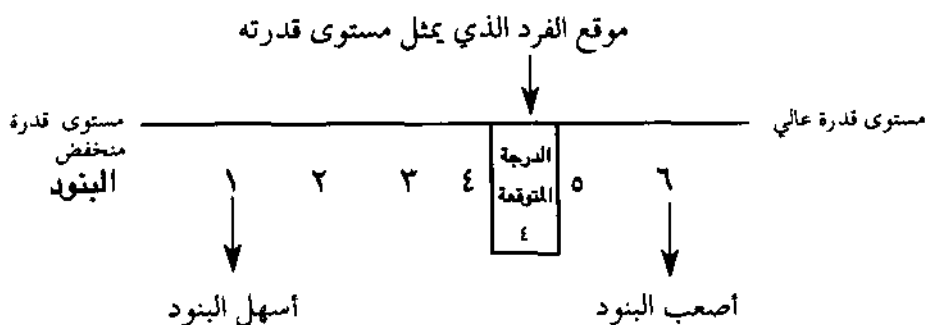 موقع الفرد الذي يمثل مستوى قدرته
مستوى قدرة عالي
مستوى قدرة
منخفض
البنود
١ ٢ ٣ ٤
الدرجة
المتوقعة
٤
٥ ٦
أسهل البنود
أصعب البنود